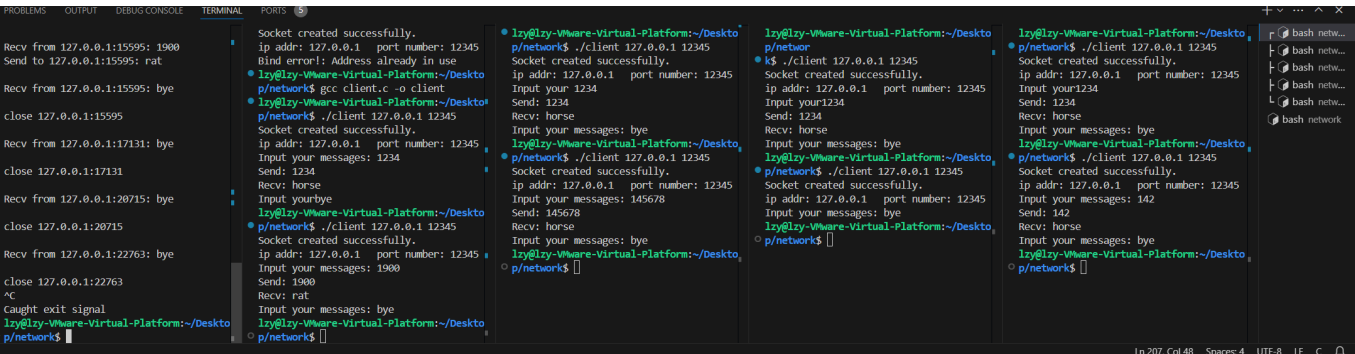 PROBLEMS OUTPUT DEBUG CONSOLE TERMINAL PORTS 5
Recv from 127.0.0.1:15595: 1900
Send to 127.0.0.1:15595: rat
Recv from 127.0.0.1:15595: bye
close 127.0.0.1:15595
Recv from 127.0.0.1:17131: bye
close 127.0.0.1:17131
Recv from 127.0.0.1:20715: bye
close 127.0.0.1:20715
Recv from 127.0.0.1:22763: bye
close 127.0.0.1:22763
^C
Caught exit signal
lzy@lzy-VMware-Virtual-Platform:~/Deskto
p/network$
Socket created successfully.
ip addr: 127.0.0.1 port number: 12345
Bind error!: Address already in use
lzy@lzy-VMware-Virtual-Platform:~/Deskto
p/network$ gcc client.c -o client
lzy@lzy-VMware-Virtual-Platform:~/Deskto
p/network$ ./client 127.0.0.1 12345
Socket created successfully.
ip addr: 127.0.0.1 port number: 12345
Input your messages: 1234
Send: 1234
Recv: horse
Input yourbye
lzy@lzy-VMware-Virtual-Platform:~/Deskto
p/network$ ./client 127.0.0.1 12345
Socket created successfully.
ip addr: 127.0.0.1 port number: 12345
Input your messages: 1900
Send: 1900
Recv: rat
Input your messages: bye
lzy@lzy-VMware-Virtual-Platform:~/Deskto
p/network$
lzy@lzy-VMware-Virtual-Platform:~/Deskto
p/network$ ./client 127.0.0.1 12345
Socket created successfully.
ip addr: 127.0.0.1 port number: 12345
Input your 1234
Send: 1234
Recv: horse
Input your messages: bye
lzy@lzy-VMware-Virtual-Platform:~/Deskto
p/network$ ./client 127.0.0.1 12345
Socket created successfully.
ip addr: 127.0.0.1 port number: 12345
Input your messages: 145678
Send: 145678
Recv: horse
Input your messages: bye
lzy@lzy-VMware-Virtual-Platform:~/Deskto
p/network$
lzy@lzy-VMware-Virtual-Platform:~/Deskto
p/networ
k$ ./client 127.0.0.1 12345
Socket created successfully.
ip addr: 127.0.0.1 port number: 12345
Input your1234
Send: 1234
Recv: horse
Input your messages: bye
lzy@lzy-VMware-Virtual-Platform:~/Deskto
p/network$ ./client 127.0.0.1 12345
Socket created successfully.
ip addr: 127.0.0.1 port number: 12345
Input your messages: bye
lzy@lzy-VMware-Virtual-Platform:~/Deskto
p/network$
lzy@lzy-VMware-Virtual-Platform:~/Deskto
p/network$ ./client 127.0.0.1 12345
Socket created successfully.
ip addr: 127.0.0.1 port number: 12345
Input your1234
Send: 1234
Recv: horse
Input your messages: bye
lzy@lzy-VMware-Virtual-Platform:~/Deskto
p/network$ ./client 127.0.0.1 12345
Socket created successfully.
ip addr: 127.0.0.1 port number: 12345
Input your messages: 142
Send: 142
Recv: horse
Input your messages: bye
lzy@lzy-VMware-Virtual-Platform:~/Deskto
p/network$
bash netw...
bash netw...
bash netw...
bash netw...
bash netw...
bash network
Ln 207, Col 48 Spaces: 4 UTF-8 LF C